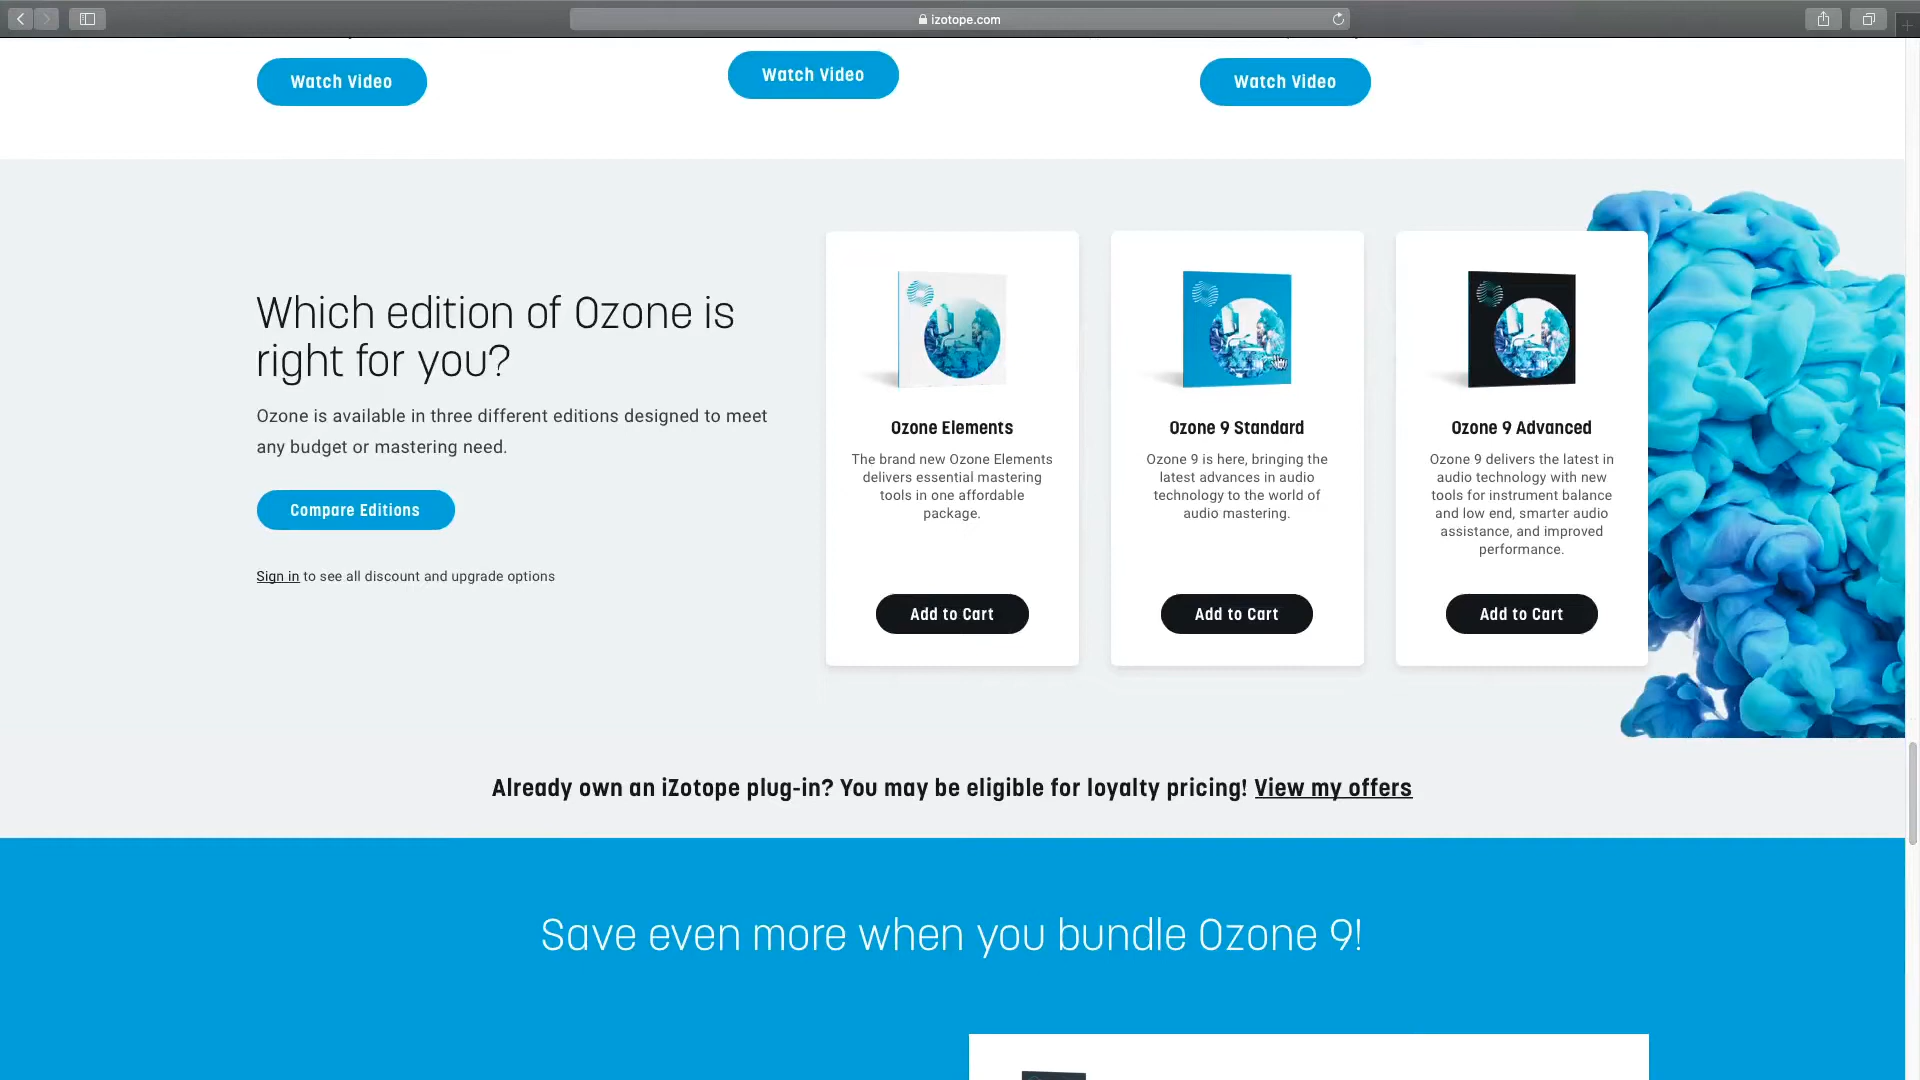 izotope.com
Watch Video
Watch Video
Watch Video
Which edition of Ozone is
right for you?
Ozone is available in three different editions designed to meet
any budget or mastering need.
Compare Editions
Sign in to see all discount and upgrade options
Ozone Elements
The brand new Ozone Elements
delivers essential mastering
tools in one affordable
package.
Add to Cart
Ozone 9 Standard
Ozone 9 is here, bringing the
latest advances in audio
technology to the world of
audio mastering.
Add to Cart
Ozone 9 Advanced
Ozone 9 delivers the latest in
audio technology with new
tools for instrument balance
and low end, smarter audio
assistance, and improved
performance.
Add to Cart
Already own an iZotope plug-in? You may be eligible for loyalty pricing! View my offers
Save even more when you bundle Ozone 9!